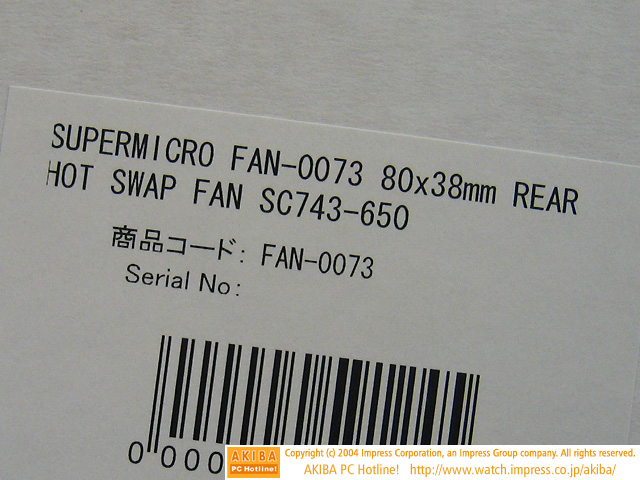 SUPERMICRO FAN-0073 80x38mm REAR
HOT SWAP FAN SC743-650
商品コード: FAN-0073
Serial No:
0000
AKIBA
PC Hotline!
Copyright (c) 2004 Impress Corporation, an Impress Group company. All rights reserved.
AKIBA PC Hotline! http://www.watch.impress.co.jp/akiba/